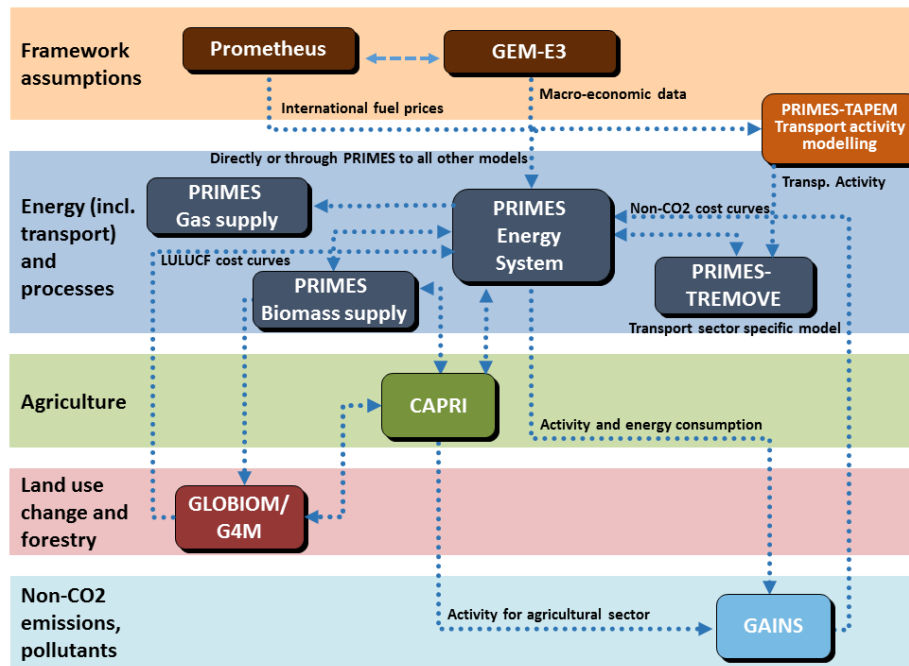 Framework
assumptions
Prometheus
GEM-E3
International fuel prices
Macro-economic data
PRIMES-TAPEM
Transport activity
modelling
Directly or through PRIMES to all other models
Transp. Activity
Energy (incl.
transport)
and
processes
PRIMES
Gas supply
PRIMES
Energy
System
Non-CO2 cost curves
LULUCF cost curves
PRIMES
Biomass supply
PRIMES-
TREMOVE
Transport sector specific model
Agriculture
CAPRI
Activity and energy consumption
Land use
change and
forestry
GLOBIOM/
G4M
Non-CO2
emissions,
pollutants
Activity for agricultural sector
GAINS